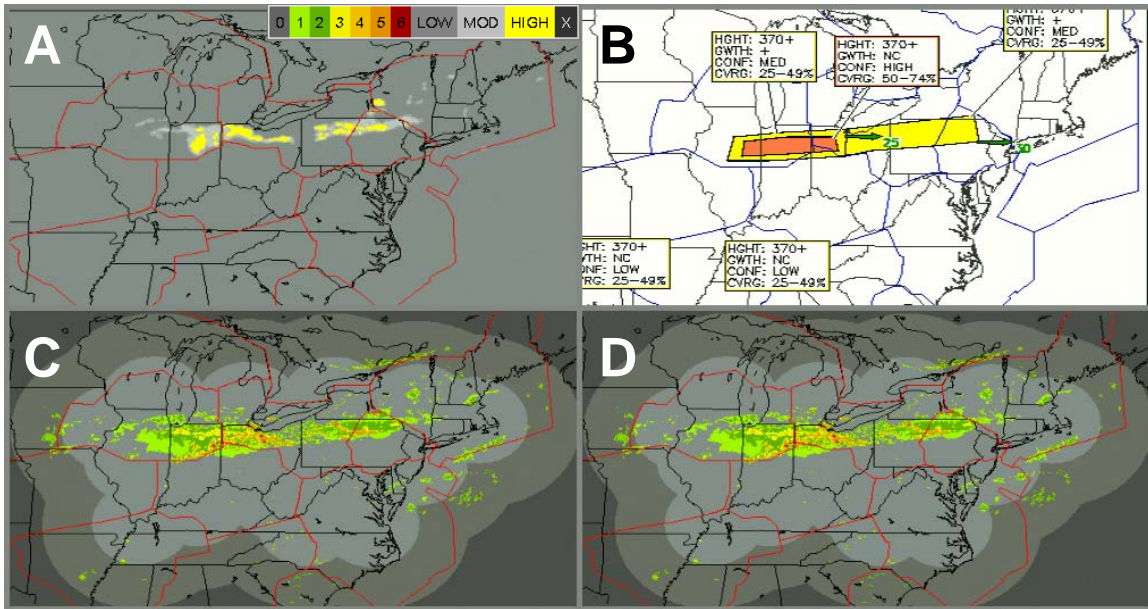 A
0 1 2 3 4 5 6 LOW MOD HIGH X
B
HGHT: 370+
GWTH: +
CONF: MED
CVRG: 25-49%
HGHT: 370+
GWTH: NC
CONF: HIGH
CVRG: 50-74%
GWTH: +
CONF: MED
CVRG: 25-49%
25
30
HGHT: 370+
GWTH: NC
CONF: LOW
CVRG: 25-49%
HGHT: 370+
GWTH: NC
CONF: LOW
CVRG: 25-49%
C
D